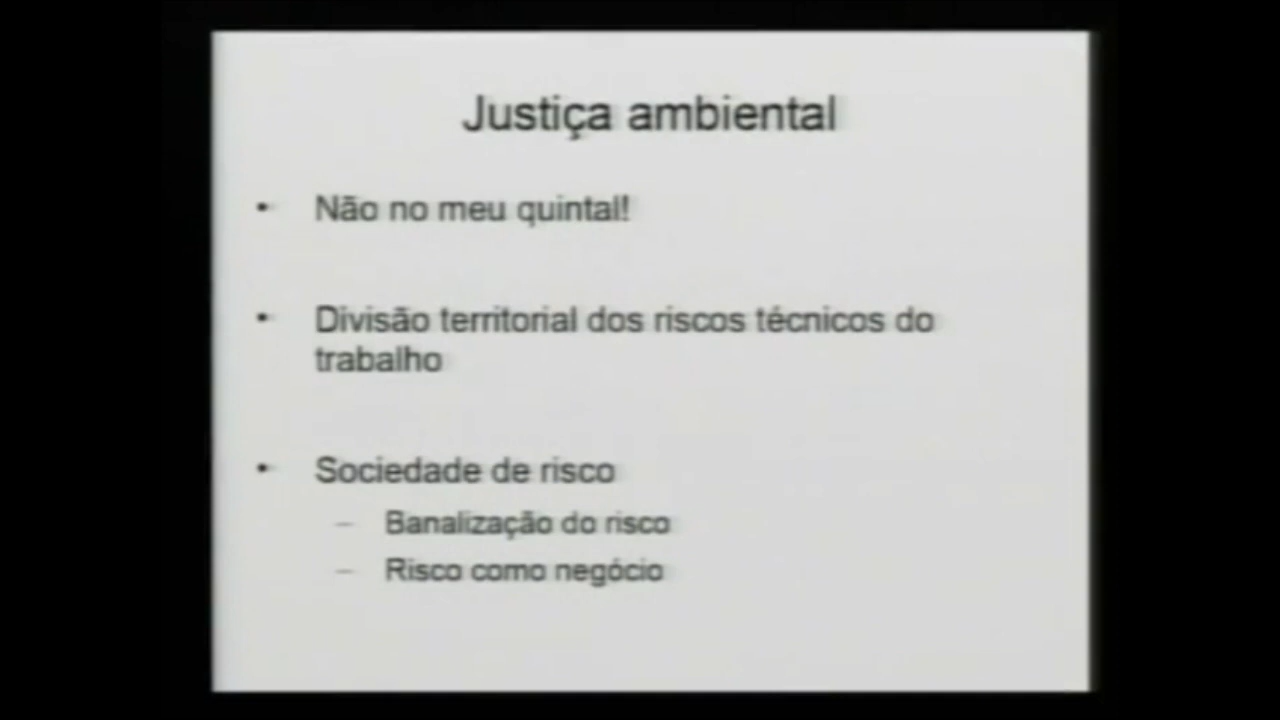 Justiça ambiental
• Não no meu quintal!
• Divisão territorial dos riscos técnicos do
trabalho
• Sociedade de risco
– Banalização do risco
– Risco como negócio